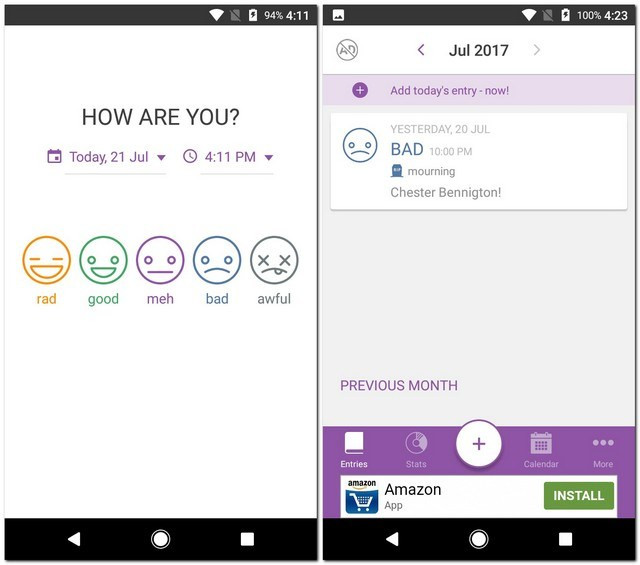 94% 4:11
HOW ARE YOU?
Today, 21 Jul 4:11 PM
rad good meh bad awful
100% 4:23
Jul 2017
Add today's entry - now!
YESTERDAY, 20 JUL
BAD 10:00 PM
RIP mourning
Chester Bennigton!
PREVIOUS MONTH
Entries Stats + Calendar More
amazon Amazon
App
INSTALL